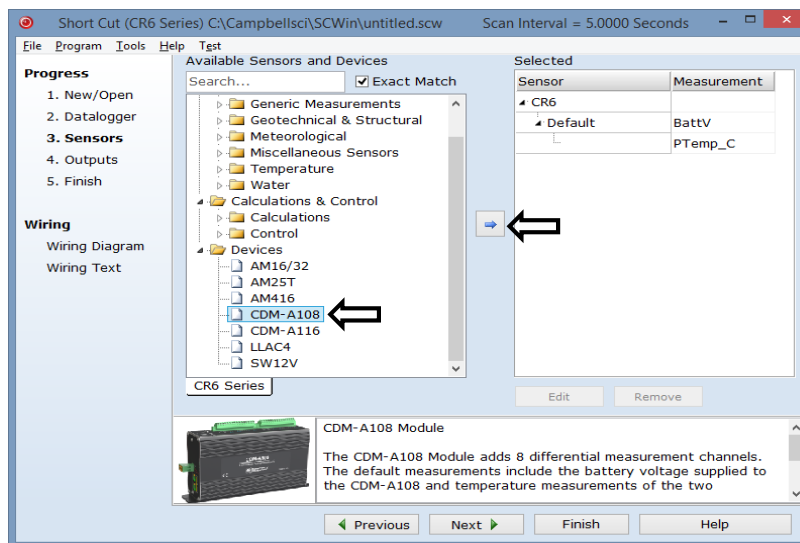 Short Cut (CR6 Series) C:\Campbellsci\SCWin\untitled.scw Scan Interval = 5.0000 Seconds
File Program Tools Help Test
Progress
1. New/Open
2. Datalogger
3. Sensors
4. Outputs
5. Finish
Wiring
Wiring Diagram
Wiring Text
Available Sensors and Devices
Search... Exact Match
Generic Measurements
Geotechnical & Structural
Meteorological
Miscellaneous Sensors
Temperature
Water
Calculations & Control
Calculations
Control
Devices
AM16/32
AM25T
AM416
CDM-A108
CDM-A116
LLAC4
SW12V
CR6 Series
Selected
Sensor Measurement
CR6
Default BattV
PTemp_C
Edit Remove
CDM-A108 Module
The CDM-A108 Module adds 8 differential measurement channels.
The default measurements include the battery voltage supplied to
the CDM-A108 and temperature measurements of the two
Previous Next Finish Help